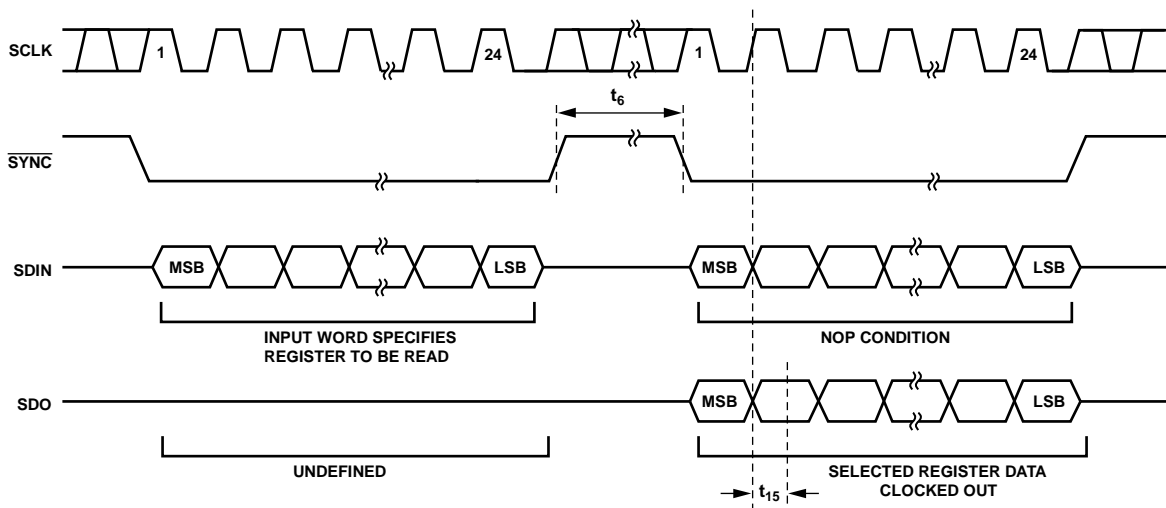 SCLK
1
24
1
24
t6
SYNC
SDIN
MSB
LSB
MSB
LSB
INPUT WORD SPECIFIES
REGISTER TO BE READ
NOP CONDITION
SDO
MSB
LSB
UNDEFINED
SELECTED REGISTER DATA
CLOCKED OUT
t15